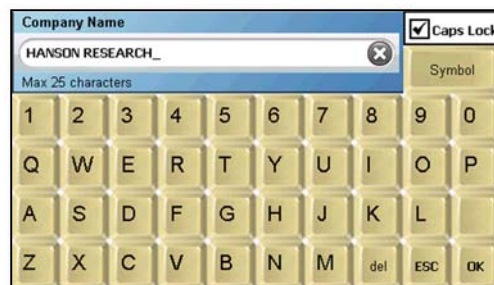 Company Name
Caps Lock
HANSON RESEARCH_
Symbol
Max 25 characters
1 2 3 4 5 6 7 8 9 0
Q W E R T Y U I O P
A S D F G H J K L
Z X C V B N M del ESC OK